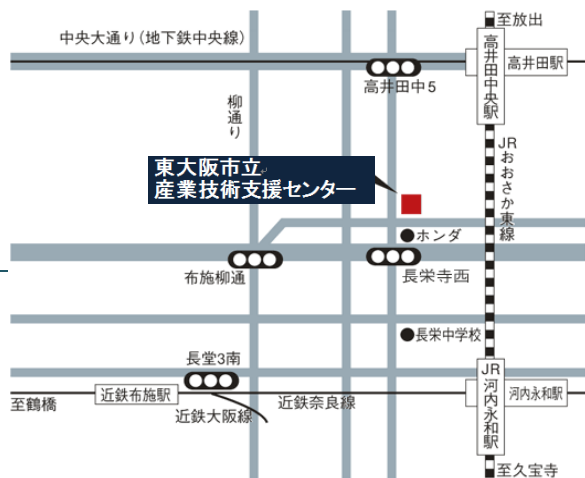 至放出
中央大通り(地下鉄中央線)
高井田中央駅
高井田駅
高井田中5
柳通り
JRおおさか東線
東大阪市立
産業技術支援センター
ホンダ
布施柳通
長栄寺西
長栄中学校
長堂3南
JR河内永和駅
近鉄布施駅
河内永和駅
至鶴橋
近鉄大阪線
近鉄奈良線
至久宝寺